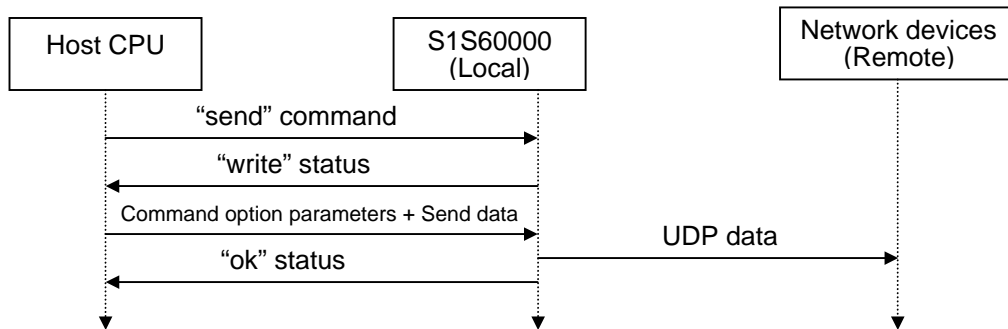 Host CPU
S1S60000
(Local)
Network devices
(Remote)
“send” command
“write” status
Command option parameters + Send data
UDP data
“ok” status